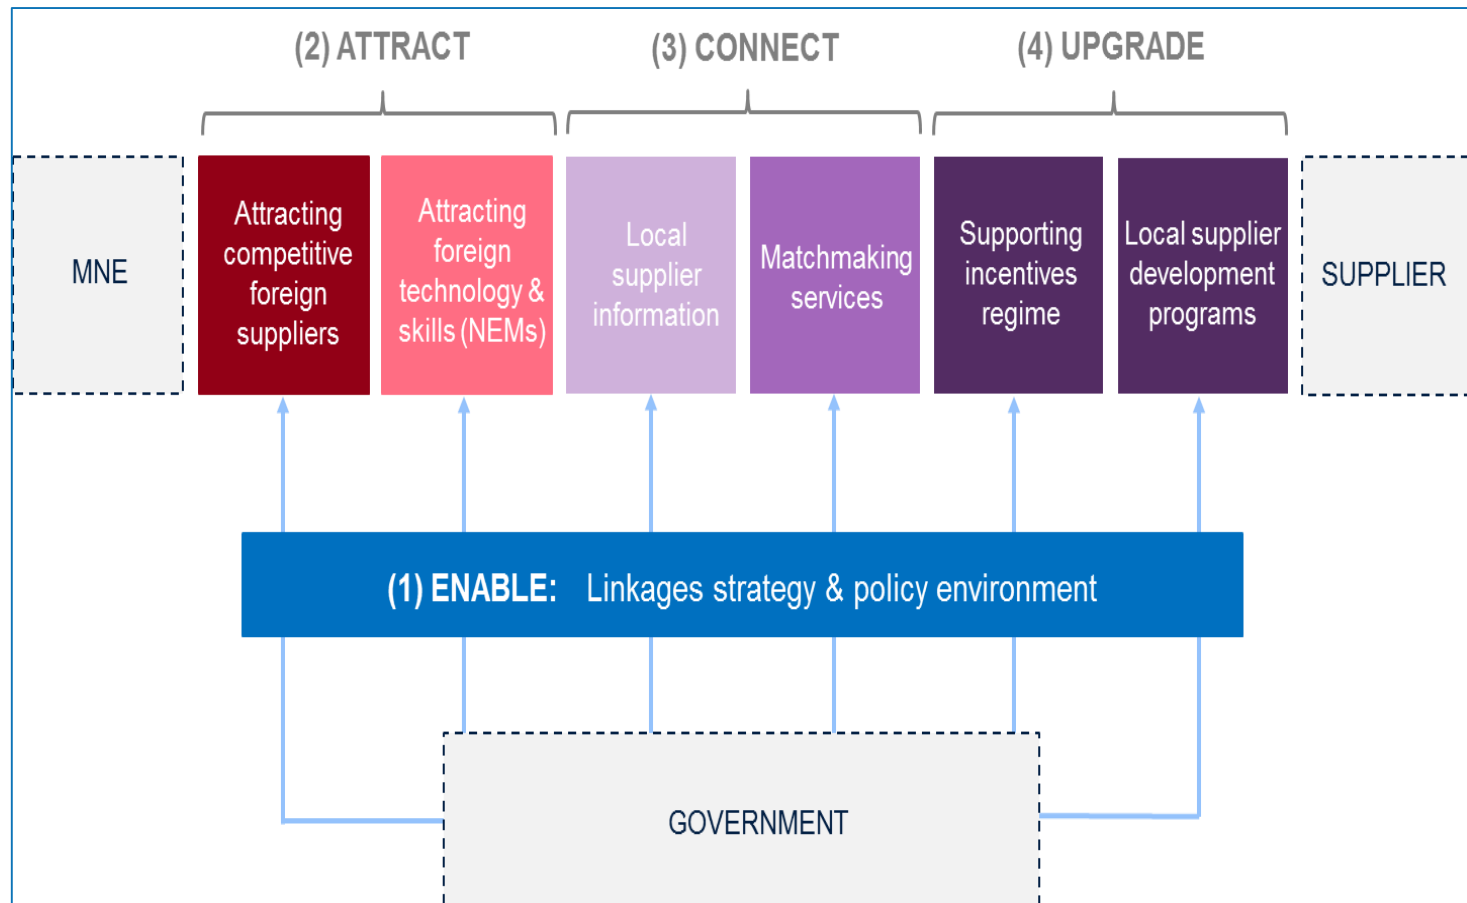 (2) ATTRACT
(3) CONNECT
(4) UPGRADE
MNE
Attracting
competitive
foreign
suppliers
Attracting
foreign
technology &
skills (NEMs)
Local
supplier
information
Matchmaking
services
Supporting
incentives
regime
Local supplier
development
programs
SUPPLIER
(1) ENABLE: Linkages strategy & policy environment
GOVERNMENT